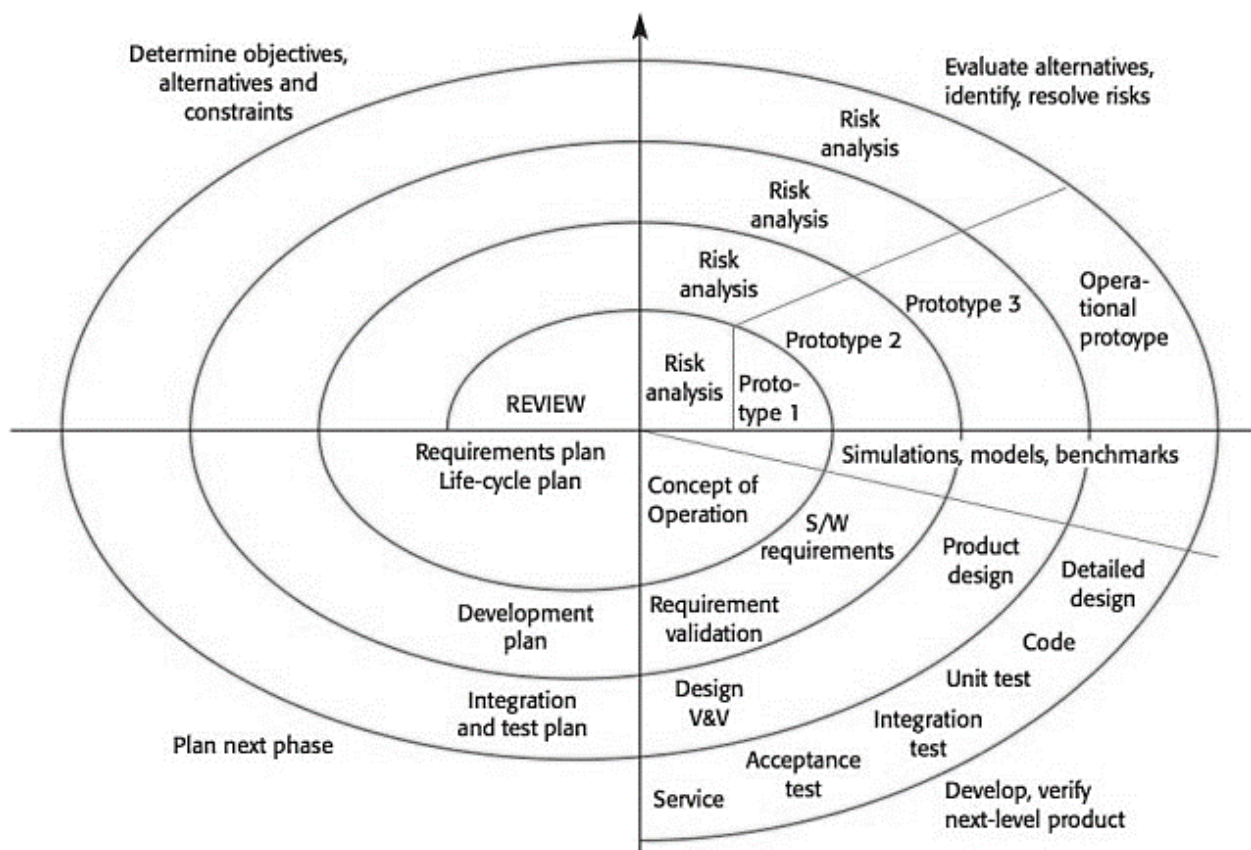 Determine objectives,
alternatives and
constraints
Evaluate alternatives,
identify, resolve risks
Risk
analysis
Risk
analysis
Risk
analysis
Risk
analysis
Proto-
type 1
Prototype 2
Prototype 3
Opera-
tional
protoype
REVIEW
Requirements plan
Life-cycle plan
Simulations, models, benchmarks
Concept of
Operation
S/W
requirements
Product
design
Detailed
design
Development
plan
Requirement
validation
Code
Unit test
Integration
and test plan
Design
V&V
Integration
test
Plan next phase
Acceptance
test
Service
Develop, verify
next-level product